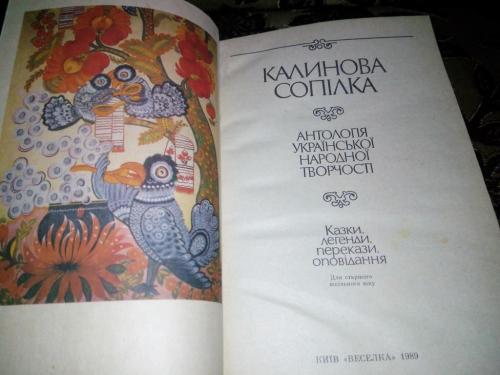 КАЛИНОВА
СОПІЛКА
АНТОЛОГІЯ
УКРАЇНСЬКОЇ
НАРОДНОЇ
ТВОРЧОСТІ
Казки,
легенди,
перекази,
оповідання
Для старшого
шкільного віку
КИЇВ «ВЕСЕЛКА» 1989